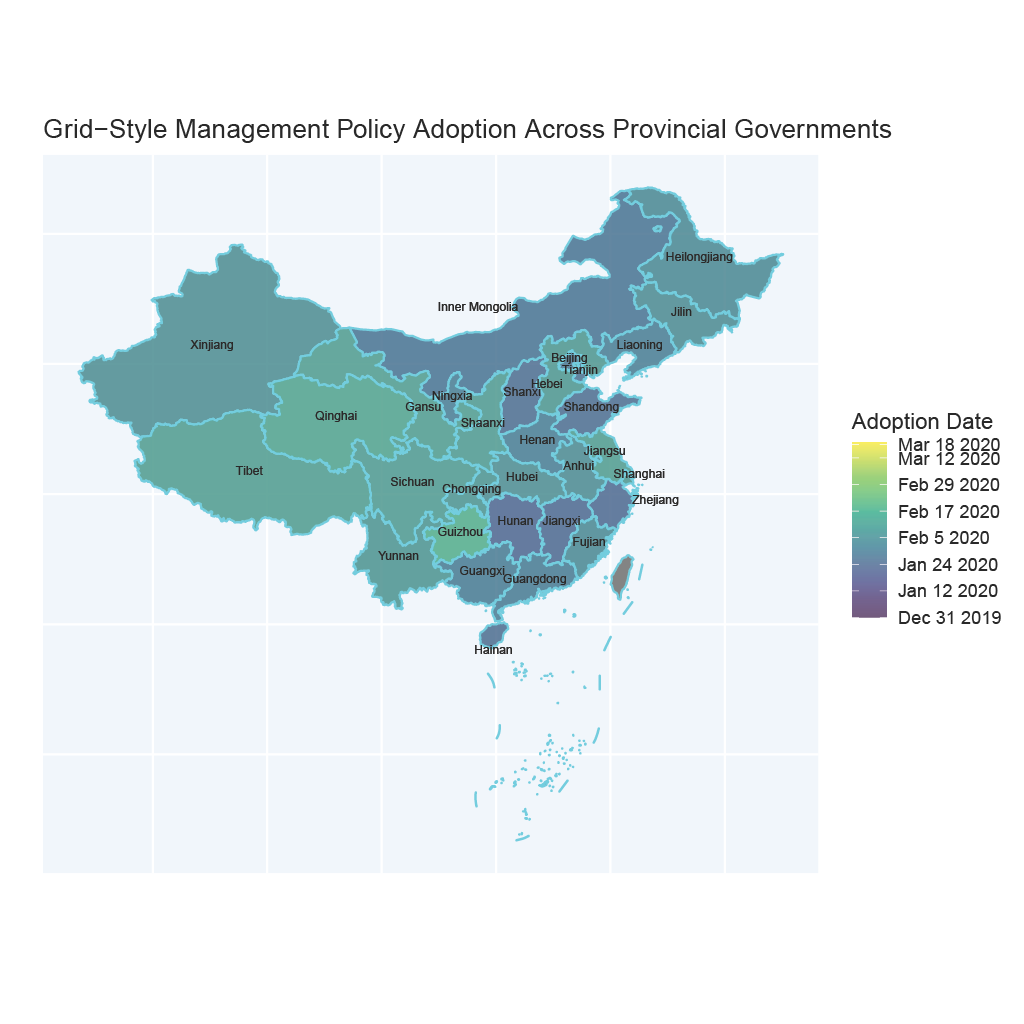 Grid−Style Management Policy Adoption Across Provincial Governments
Heilongjiang
Inner Mongolia
Jilin
Xinjiang
Liaoning
Beijing
Tianjin
Hebei
Shanxi
Ningxia
Gansu
Shandong
Qinghai
Shaanxi
Henan
Jiangsu
Tibet
Anhui
Shanghai
Hubei
Sichuan
Chongqing
Zhejiang
Hunan
Jiangxi
Guizhou
Fujian
Yunnan
Guangxi
Guangdong
Hainan
Adoption Date
Mar 18 2020
Mar 12 2020
Feb 29 2020
Feb 17 2020
Feb 5 2020
Jan 24 2020
Jan 12 2020
Dec 31 2019